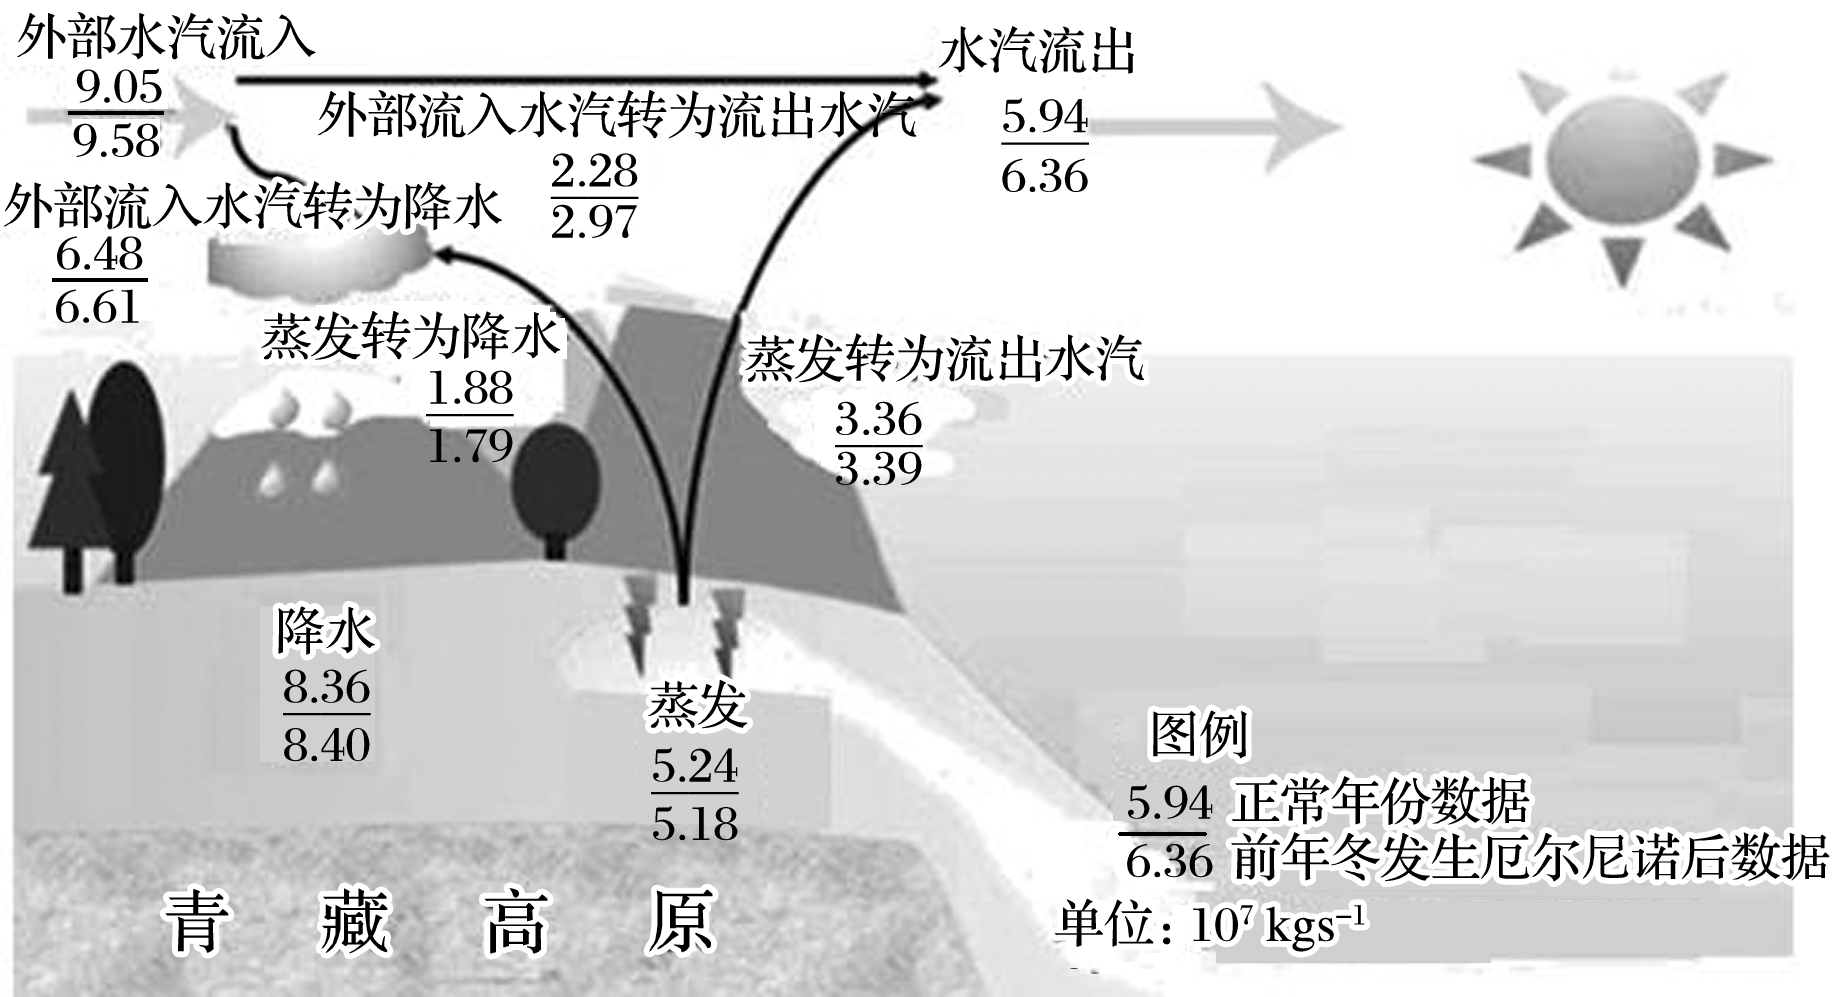 外部水汽流入
9.05
9.58
水汽流出
5.94
6.36
外部流入水汽转为流出水汽
2.28
2.97
外部流入水汽转为降水
6.48
6.61
蒸发转为降水
1.88
1.79
蒸发转为流出水汽
3.36
3.39
降水
8.36
8.40
蒸发
5.24
5.18
图例
5.94 正常年份数据
6.36 前年冬发生厄尔尼诺后数据
单位：10⁷ kgs⁻¹
青藏高原